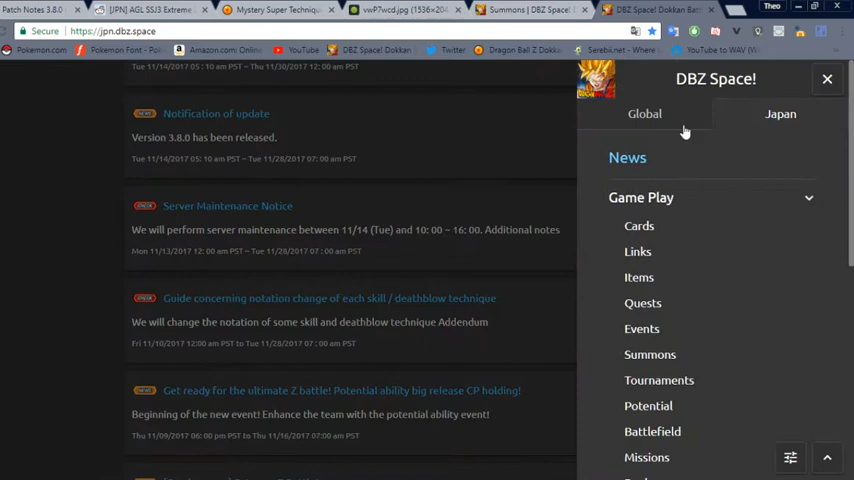 Theo
Patch Notes 3.8.0
[JPN] AGL SSJ3 Extreme
Mystery Super Techniqu
vwP7wcd.jpg (1536×204
Summons | DBZ Space! D
DBZ Space! Dokkan Batt
Secure
https://jpn.dbz.space
Pokemon.com
Pokemon Font - Fo
Amazon.com: Online
YouTube
DBZ Space! Dokkan
Twitter
Dragon Ball Z Dokka
Serebii.net
YouTube to WAV (W
Tue 11/14/2017 05 : 10 am ~ Thu 11/30/2017 12: 00 am PST
Notification of update
Version 3.8.0 has been released.
Tue 11/14/2017 05: 10 am PST ~ Tue 11/28/2017 07: 00 am PST
Server Maintenance Notice
We will perform server maintenance between 11/14 (Tue) and 10: 00 ~ 16: 00. Additional notes
Mon 11/13/2017 12: 00 am PST ~ Tue 11/28/2017 07 : 00 am PST
Guide concerning notation change of each skill / deathblow technique
We will change the notation of some skill and deathblow technique Addendum
Fri 11/10/2017 12:00 am PST to Tue 11/28/2017 07 : 00 am PST
Get ready for the ultimate Z battle! Potential ability big release CP holding!
Beginning of the new event! Enhance the team with the potential ability event!
Thu 11/09/2017 06: 00 pm PST to Thu 11/16/2017 07:00 am PST
DBZ Space!
Global
Japan
News
Game Play
Cards
Links
Items
Quests
Events
Summons
Tournaments
Potential
Battlefield
Missions